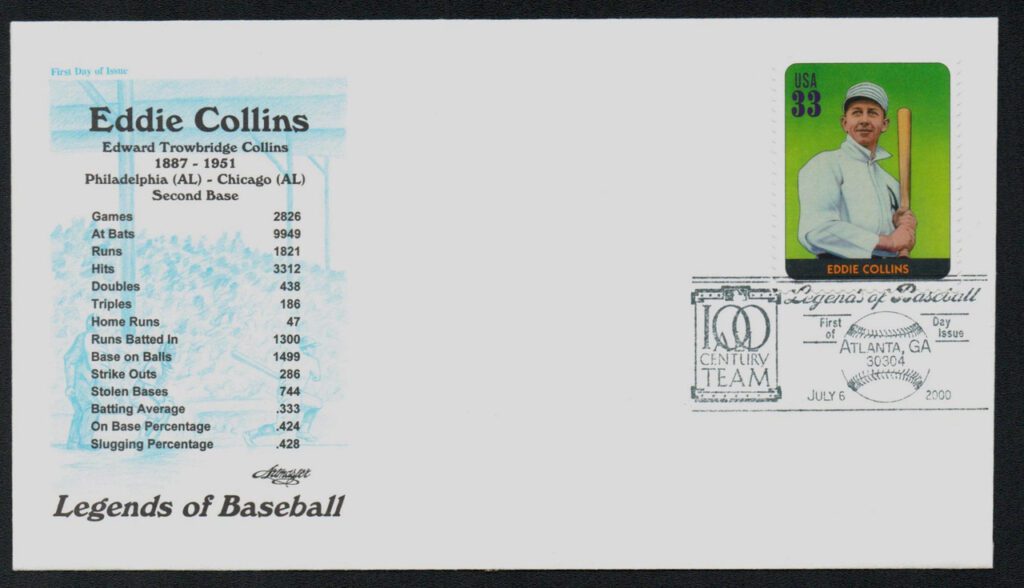 First Day of Issue
Eddie Collins
Edward Trowbridge Collins
1887 - 1951
Philadelphia (AL) - Chicago (AL)
Second Base
Games 2826
At Bats 9949
Runs 1821
Hits 3312
Doubles 438
Triples 186
Home Runs 47
Runs Batted In 1300
Base on Balls 1499
Strike Outs 286
Stolen Bases 744
Batting Average .333
On Base Percentage .424
Slugging Percentage .428
Artmaster
Legends of Baseball
USA
33
A
EDDIE COLLINS
Legends of Baseball
100
CENTURY
TEAM
First of
Day Issue
ATLANTA, GA
30304
JULY 6 2000